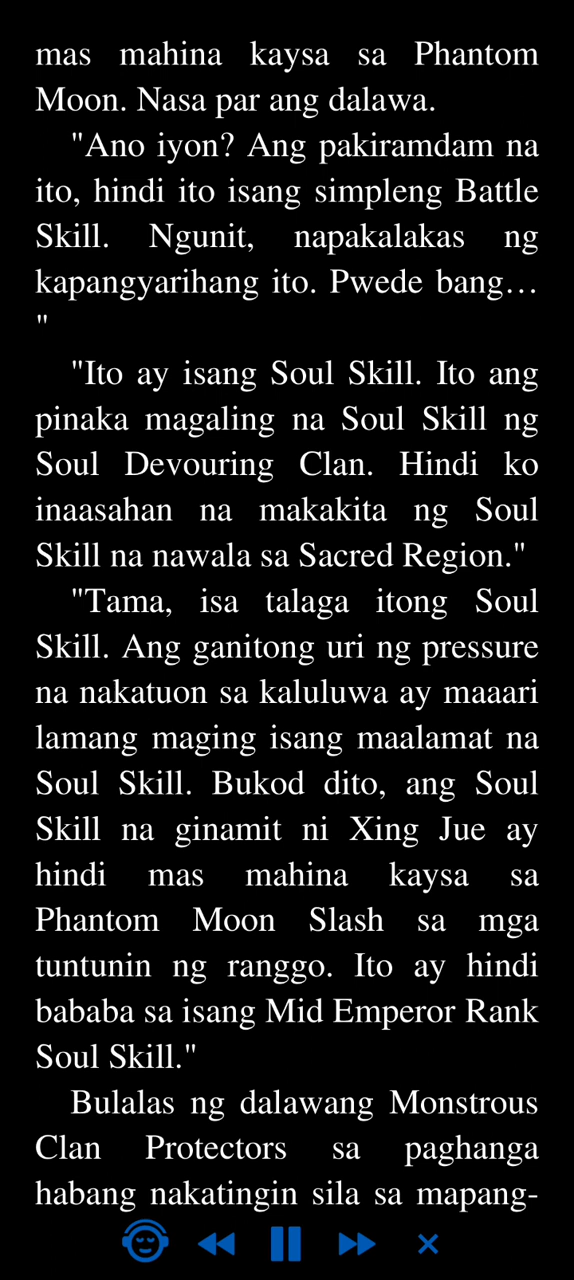 mas mahina kaysa sa Phantom
Moon. Nasa par ang dalawa.
"Ano iyon? Ang pakiramdam na
ito, hindi ito isang simpleng Battle
Skill. Ngunit, napakalakas ng
kapangyarihang ito. Pwede bang…
"
"Ito ay isang Soul Skill. Ito ang
pinaka magaling na Soul Skill ng
Soul Devouring Clan. Hindi ko
inaasahan na makakita ng Soul
Skill na nawala sa Sacred Region."
"Tama, isa talaga itong Soul
Skill. Ang ganitong uri ng pressure
na nakatuon sa kaluluwa ay maaari
lamang maging isang maalamat na
Soul Skill. Bukod dito, ang Soul
Skill na ginamit ni Xing Jue ay
hindi mas mahina kaysa sa
Phantom Moon Slash sa mga
tuntunin ng ranggo. Ito ay hindi
bababa sa isang Mid Emperor Rank
Soul Skill."
Bulalas ng dalawang Monstrous
Clan Protectors sa paghanga
habang nakatingin sila sa mapang-